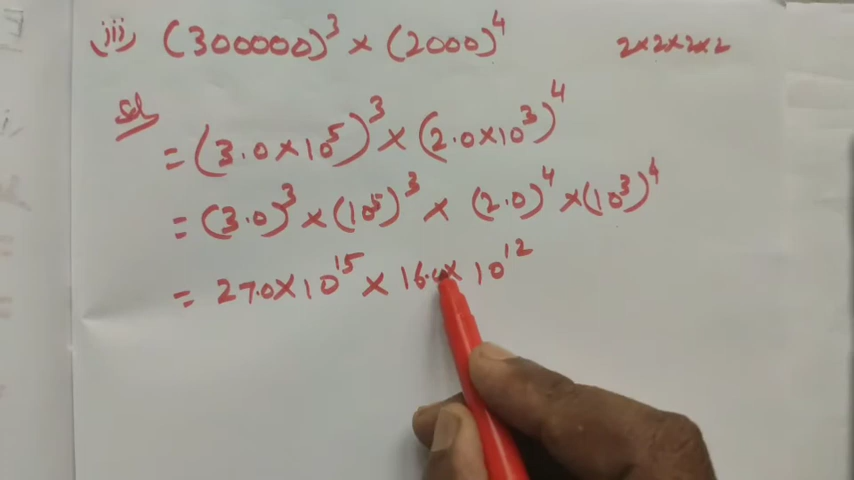 (iii) (300000)³ × (2000)⁴
2×2×2×2
Sol
= (3.0×10⁵)³ × (2.0×10³)⁴
= (3.0)³ × (10⁵)³ × (2.0)⁴ × (10³)⁴
= 27.0×10¹⁵ × 16.0× 10¹²